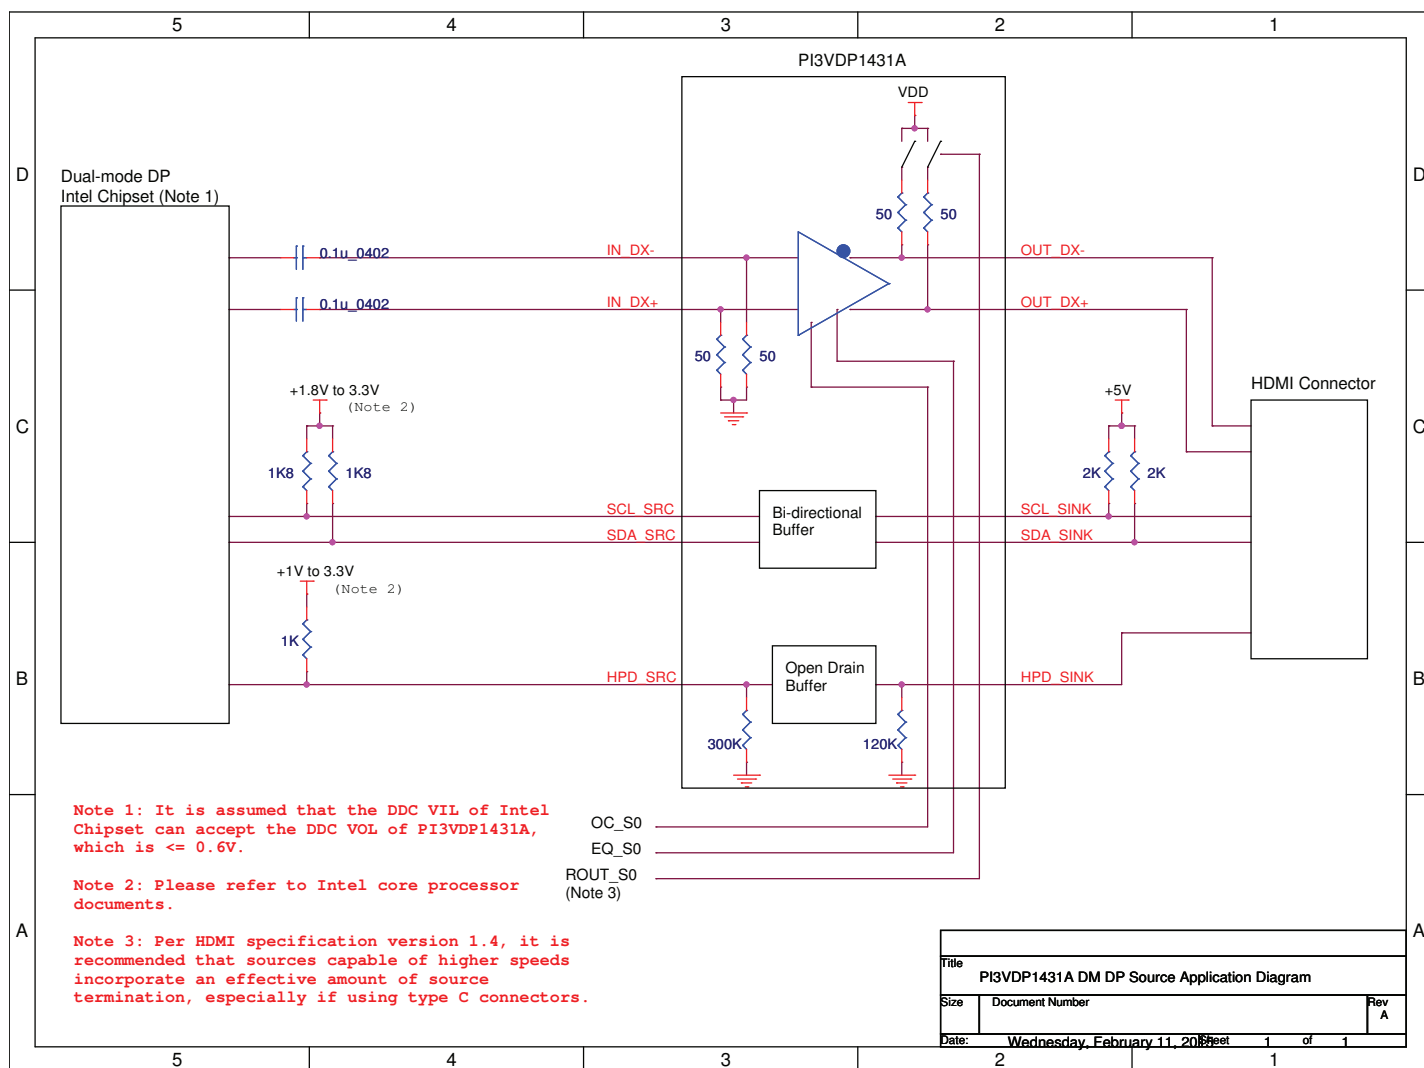 5 4 3 2 1
PI3VDP1431A
VDD
D D
Dual-mode DP
Intel Chipset (Note 1)
50 50
0.1u_0402 IN_DX- OUT_DX-
0.1u_0402 IN_DX+ OUT_DX+
50 50
+1.8V to 3.3V
(Note 2)
+5V
HDMI Connector
C C
1K8 1K8
2K 2K
SCL_SRC
SDA_SRC
Bi-directional
Buffer
SCL_SINK
SDA_SINK
+1V to 3.3V
(Note 2)
1K
B B
HPD_SRC
Open Drain
Buffer
HPD_SINK
300K 120K
Note 1: It is assumed that the DDC VIL of Intel
Chipset can accept the DDC VOL of PI3VDP1431A,
which is <= 0.6V.
Note 2: Please refer to Intel core processor
documents.
Note 3: Per HDMI specification version 1.4, it is
recommended that sources capable of higher speeds
incorporate an effective amount of source
termination, especially if using type C connectors.
OC_S0
EQ_S0
ROUT_S0
(Note 3)
A A
Title
PI3VDP1431A DM DP Source Application Diagram
Size Document Number Rev
A
Date: Wednesday, February 11, Sheet 1 of 1
5 4 3 2 1